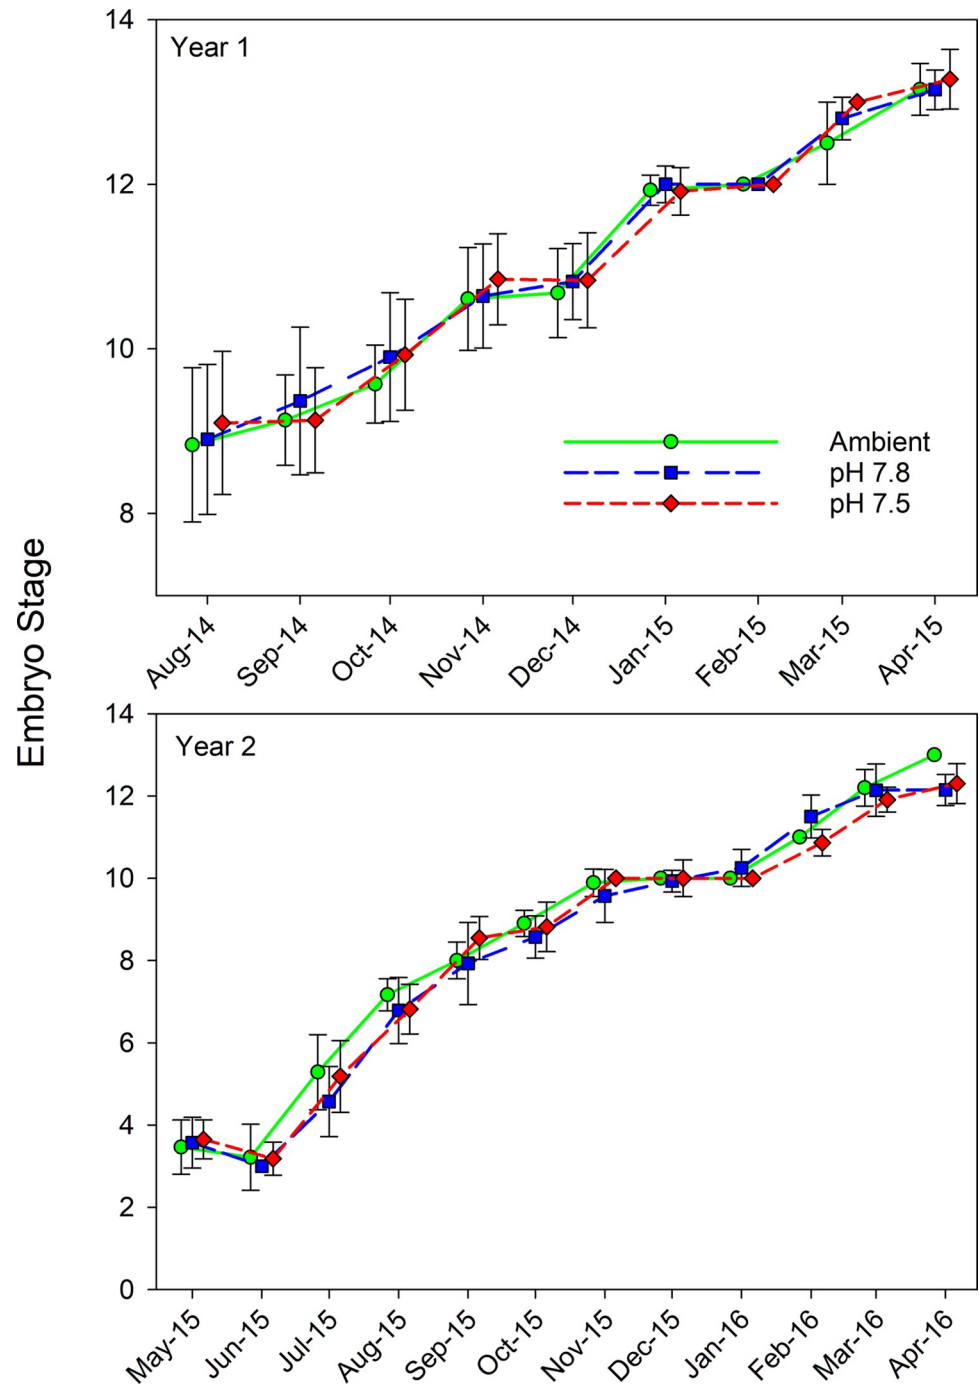 Embryo Stage
14
12
10
8
Year 1
Ambient
pH 7.8
pH 7.5
Aug-14
Sep-14
Oct-14
Nov-14
Dec-14
Jan-15
Feb-15
Mar-15
Apr-15
14
12
10
8
6
4
2
0
Year 2
May-15
Jun-15
Jul-15
Aug-15
Sep-15
Oct-15
Nov-15
Dec-15
Jan-16
Feb-16
Mar-16
Apr-16